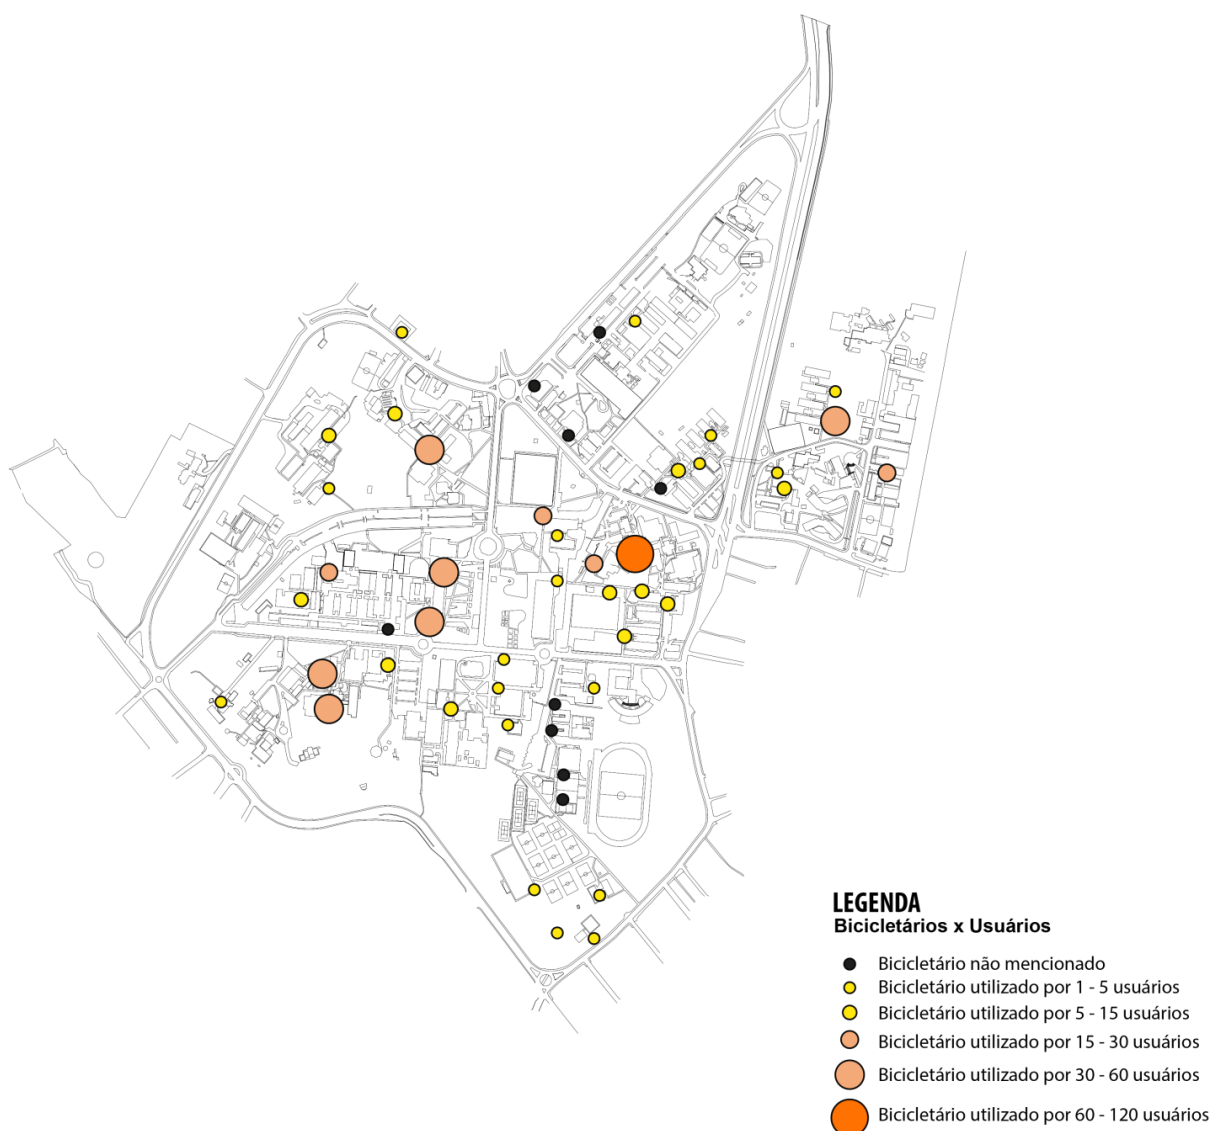 LEGENDA
Bicicletários x Usuários
Bicicletário não mencionado
Bicicletário utilizado por 1 - 5 usuários
Bicicletário utilizado por 5 - 15 usuários
Bicicletário utilizado por 15 - 30 usuários
Bicicletário utilizado por 30 - 60 usuários
Bicicletário utilizado por 60 - 120 usuários